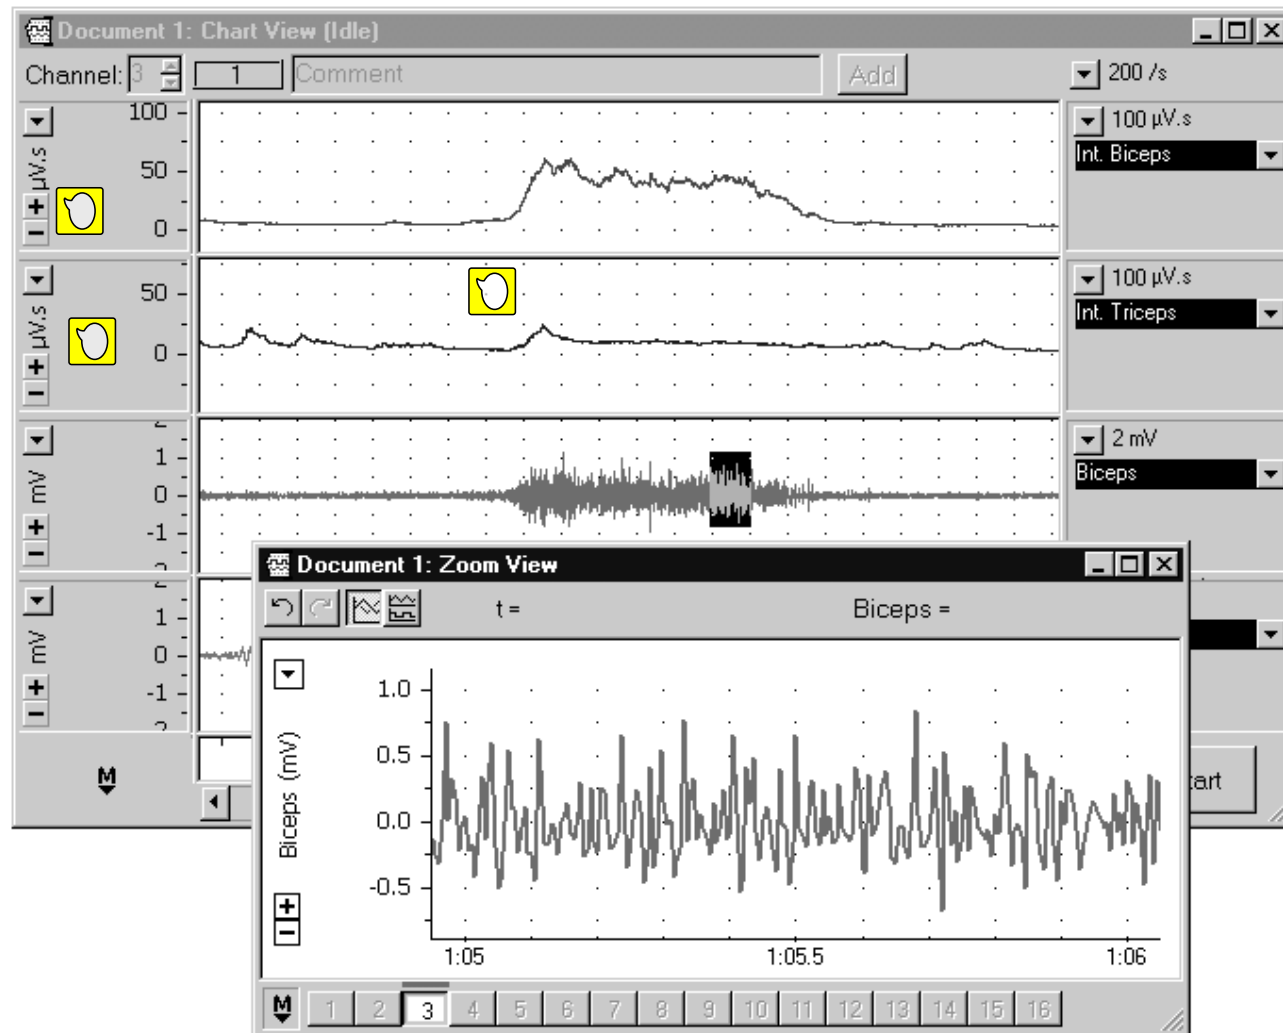 Document 1: Chart View (Idle)
Channel: 3 1 Comment Add 200 /s
100 50 0 µV.s
100 µV.s
Int. Biceps
50 0 µV.s
100 µV.s
Int. Triceps
1 0 -1 mV
2 mV
Biceps
1 0 -1 mV
M
tart
Document 1: Zoom View
t = Biceps =
1.0
0.5
0.0
-0.5
Biceps (mV)
1:05 1:05.5 1:06
M 1 2 3 4 5 6 7 8 9 10 11 12 13 14 15 16